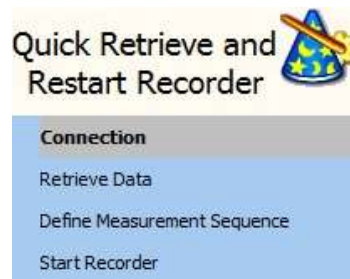 Quick Retrieve and
Restart Recorder
Connection
Retrieve Data
Define Measurement Sequence
Start Recorder